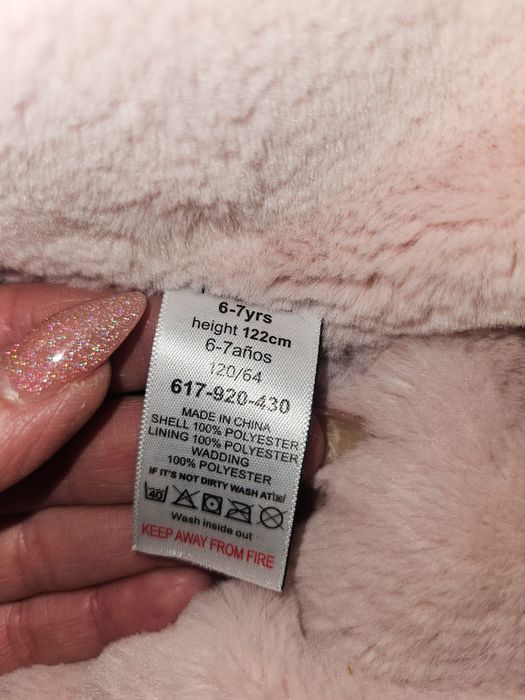 6-7yrs
height 122cm
6-7años
120/64
617-920-430
MADE IN CHINA
SHELL 100% POLYESTER
LINING 100% POLYESTER
WADDING
100% POLYESTER
IF IT'S NOT DIRTY WASH AT
40
Wash inside out
KEEP AWAY FROM FIRE